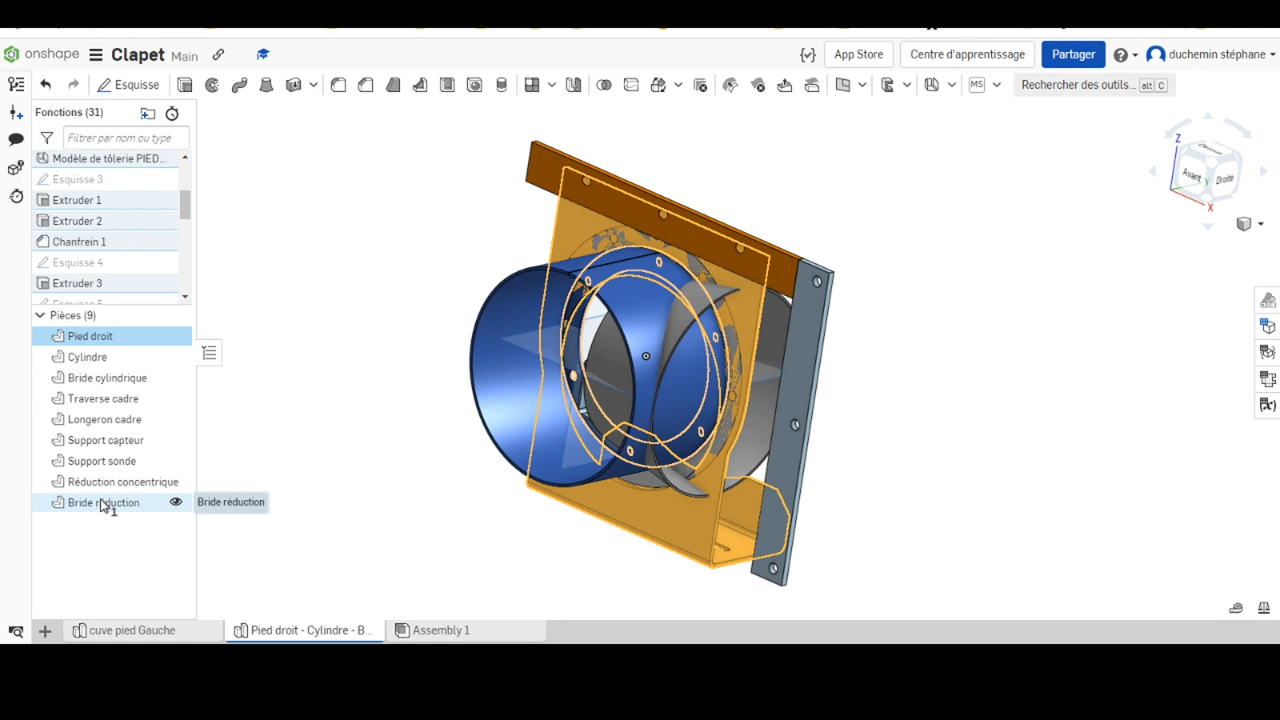 onshape Clapet Main App Store Centre d'apprentissage Partager duchemin stéphane
Esquisse MS Rechercher des outils... alt C
Fonctions (31)
Filtrer par nom ou type
Modèle de tôlerie PIED...
Esquisse 3
Extruder 1
Extruder 2
Chanfrein 1
Esquisse 4
Extruder 3
Pièces (9)
Pied droit
Cylindre
Bride cylindrique
Traverse cadre
Longeron cadre
Support capteur
Support sonde
Réduction concentrique
Bride réduction Bride réduction
Z
Avant Y Droite
X
cuve pied Gauche Pied droit - Cylindre - B... Assembly 1